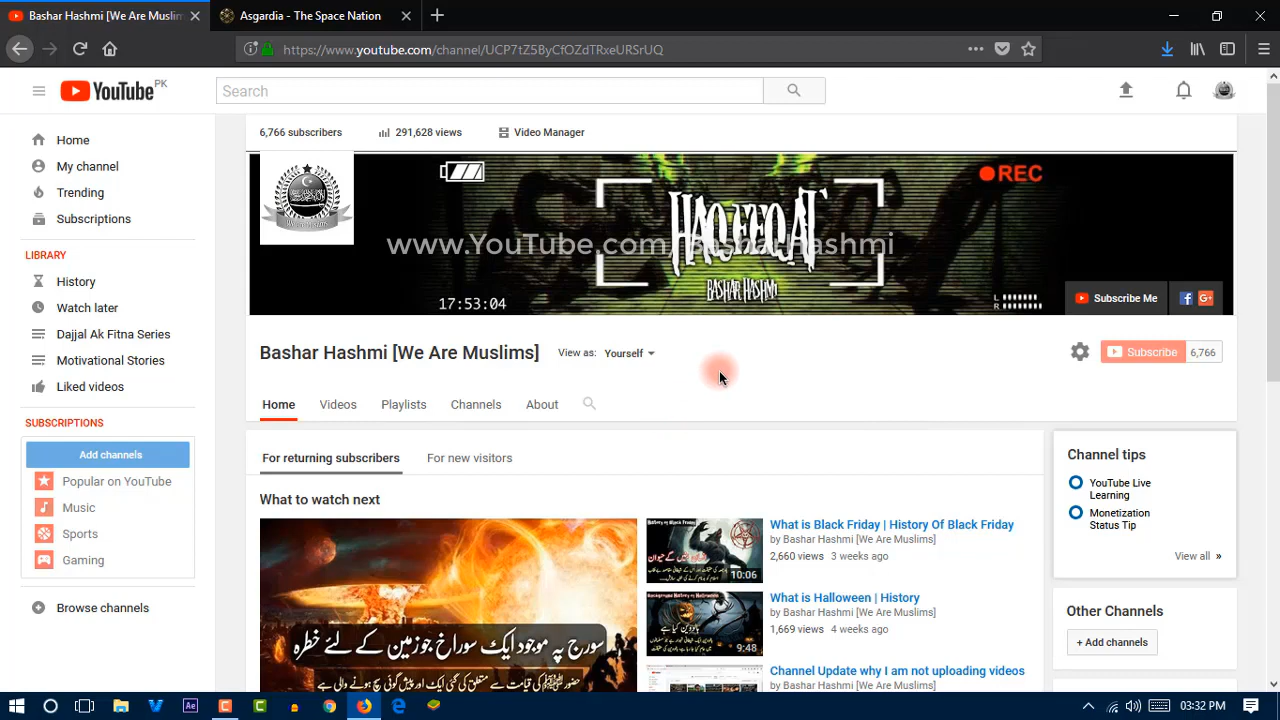 Bashar Hashmi [We Are Muslim
Asgardia - The Space Nation
https://www.youtube.com/channel/UCP7tZ5ByCfOZdTRxeURSrUQ
YouTube PK
Search
6,766 subscribers
291,628 views
Video Manager
Home
My channel
Trending
Subscriptions
LIBRARY
History
Watch later
Dajjal Ak Fitna Series
Motivational Stories
Liked videos
SUBSCRIPTIONS
Add channels
Popular on YouTube
Music
Sports
Gaming
Browse channels
REC
HAQEEQAT
www.YouTube.com/BasharHashmi
BASHAR HASHMI
17:53:04
L
R
Subscribe Me
Bashar Hashmi [We Are Muslims]
View as: Yourself
Subscribe 6,766
Home Videos Playlists Channels About
For returning subscribers
For new visitors
What to watch next
سورج پہ موجود ایک سوراخ جو زمین کے لئے خطرہ
What is Black Friday | History Of Black Friday
by Bashar Hashmi [We Are Muslims]
2,660 views 3 weeks ago
10:06
What is Halloween | History
by Bashar Hashmi [We Are Muslims]
1,669 views 4 weeks ago
9:48
Channel Update why I am not uploading videos
by Bashar Hashmi [We Are Muslims]
Channel tips
YouTube Live
Learning
Monetization
Status Tip
View all »
Other Channels
+ Add channels
03:32 PM